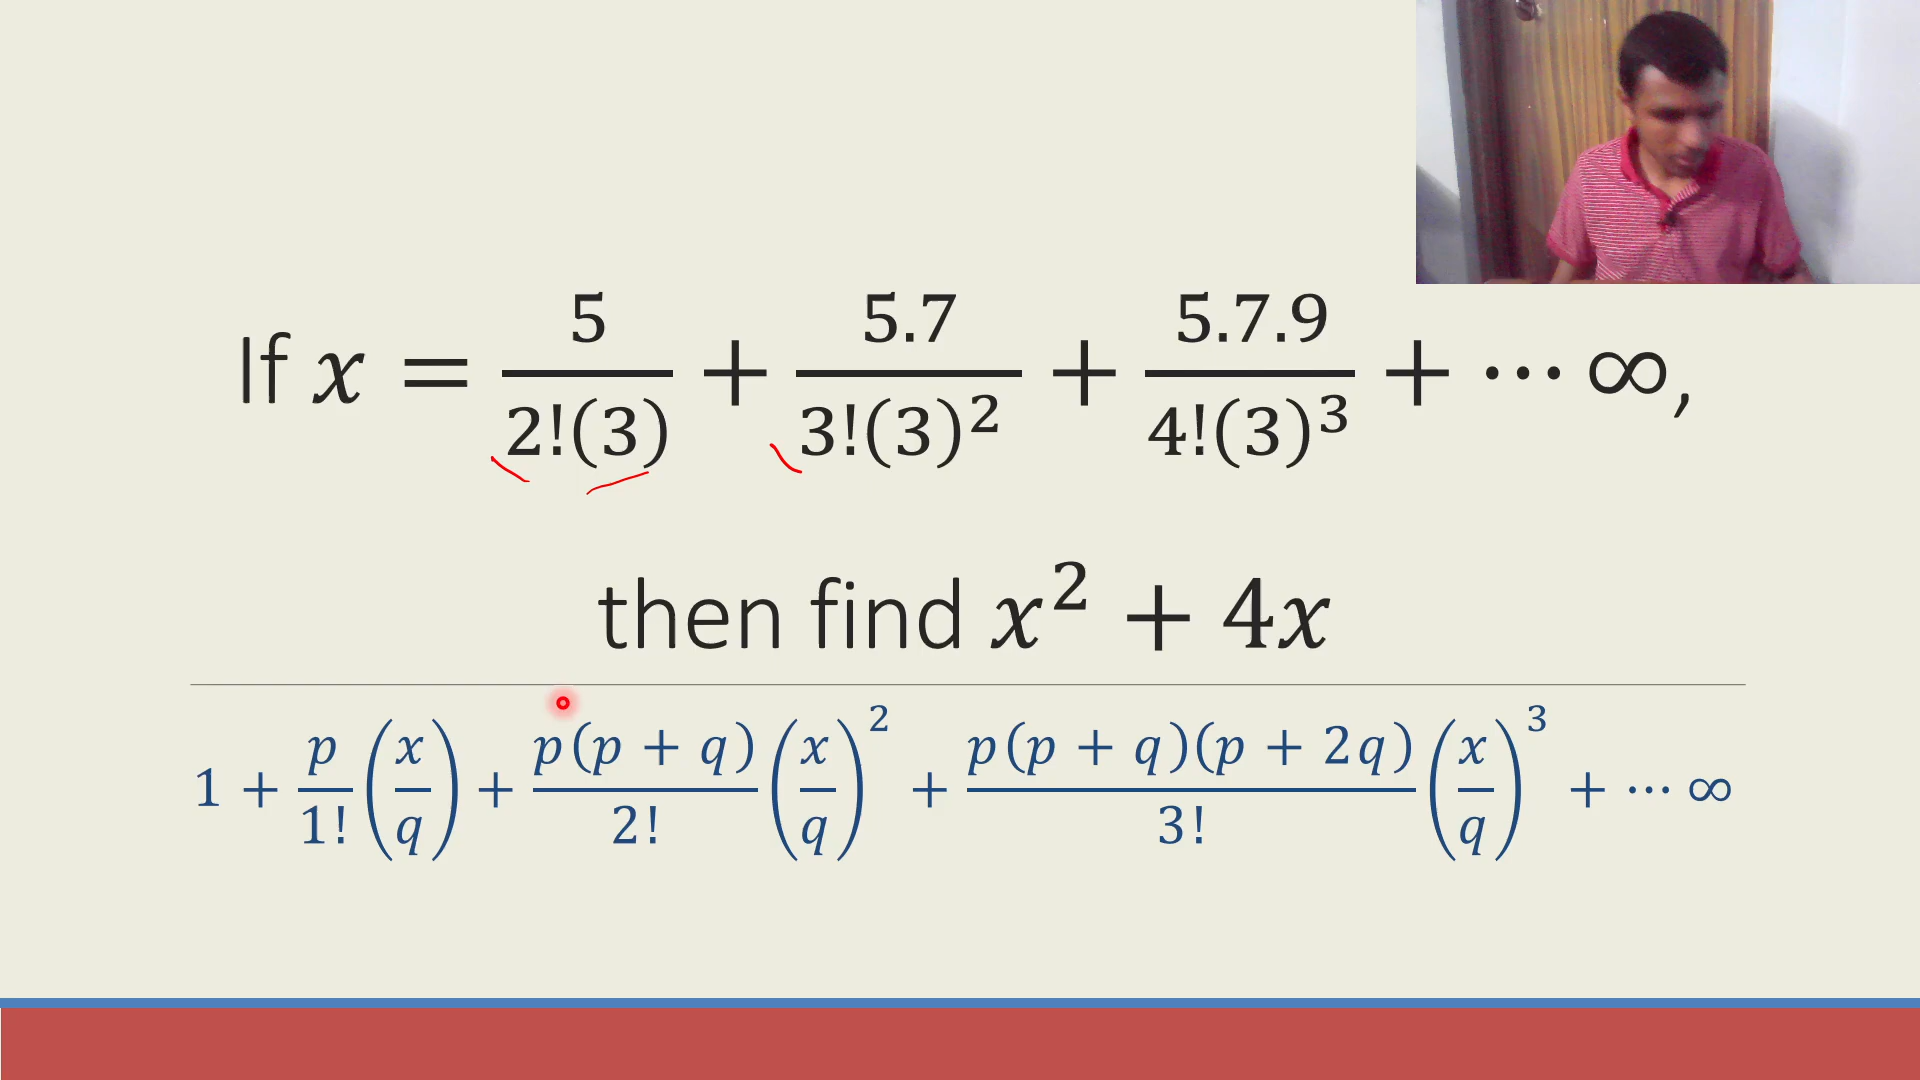 If x = 5/2!(3) + 5.7/3!(3)² + 5.7.9/4!(3)³ + ⋯ ∞,
then find x² + 4x
1 + p/1! (x/q) + p(p + q)/2! (x/q)² + p(p + q)(p + 2q)/3! (x/q)³ + ⋯ ∞